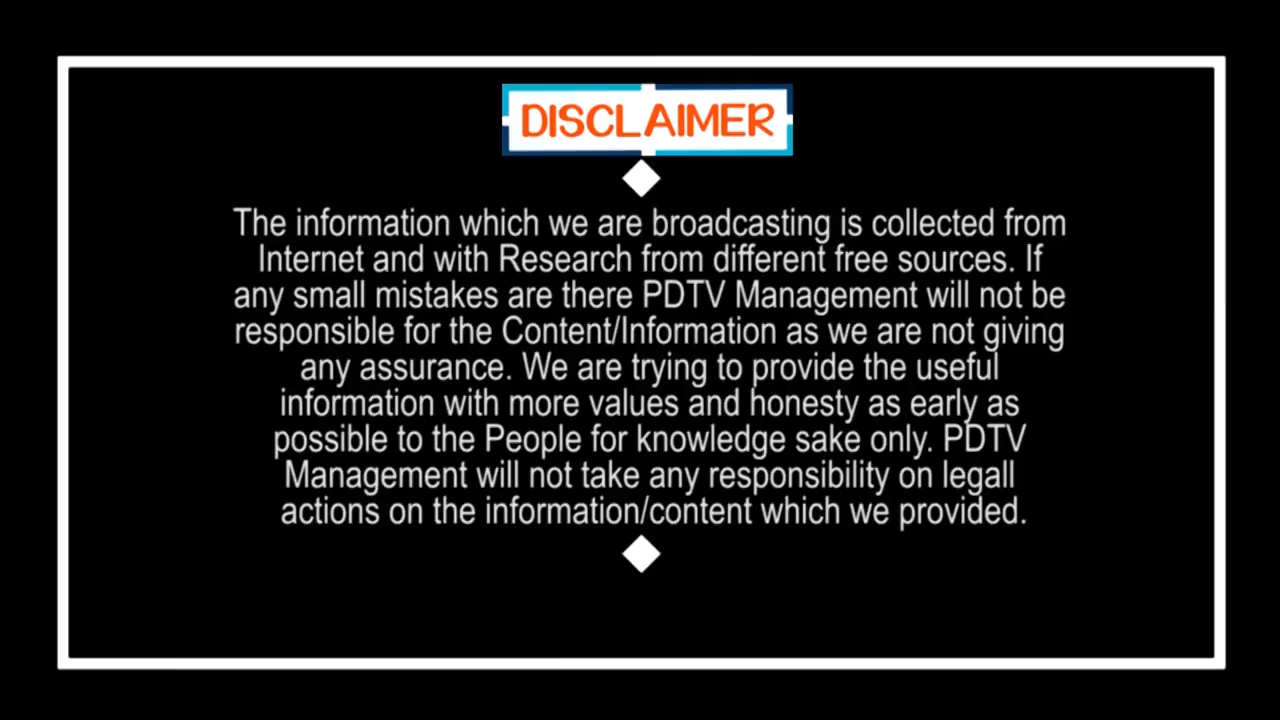 DISCLAIMER
The information which we are broadcasting is collected from
Internet and with Research from different free sources. If
any small mistakes are there PDTV Management will not be
responsible for the Content/Information as we are not giving
any assurance. We are trying to provide the useful
information with more values and honesty as early as
possible to the People for knowledge sake only. PDTV
Management will not take any responsibility on legall
actions on the information/content which we provided.